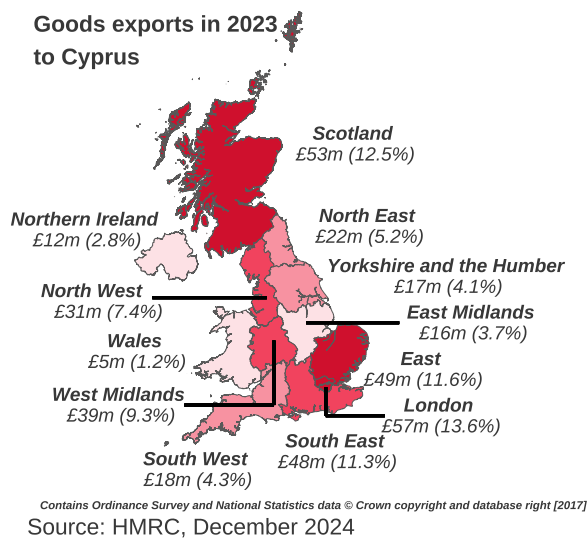 Goods exports in 2023
to Cyprus
Scotland
£53m (12.5%)
Northern Ireland
£12m (2.8%)
North East
£22m (5.2%)
Yorkshire and the Humber
£17m (4.1%)
North West
£31m (7.4%)
East Midlands
£16m (3.7%)
Wales
£5m (1.2%)
East
£49m (11.6%)
West Midlands
£39m (9.3%)
London
£57m (13.6%)
South East
£48m (11.3%)
South West
£18m (4.3%)
Contains Ordinance Survey and National Statistics data © Crown copyright and database right [2017]
Source: HMRC, December 2024